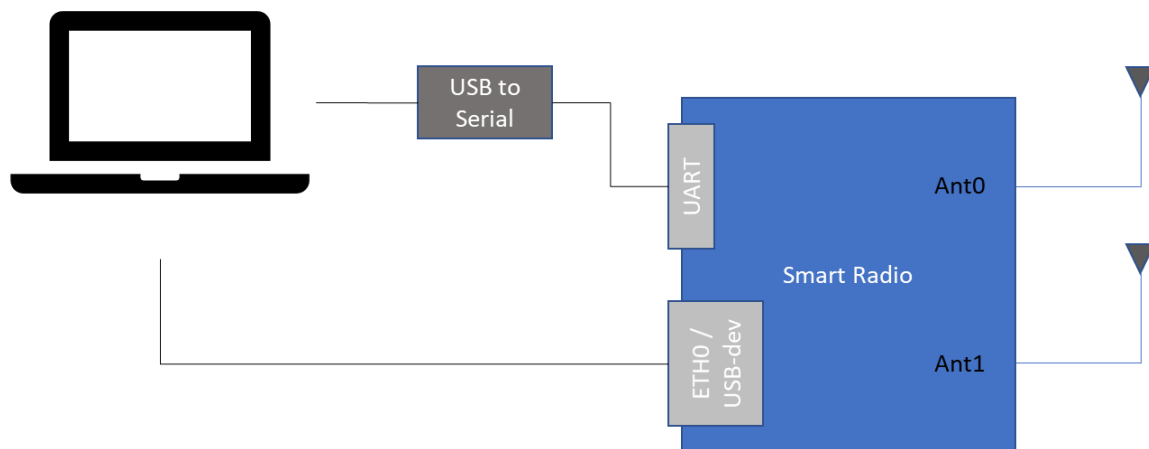 USB to
Serial
UART
Ant0
Smart Radio
ETH0 /
USB-dev
Ant1